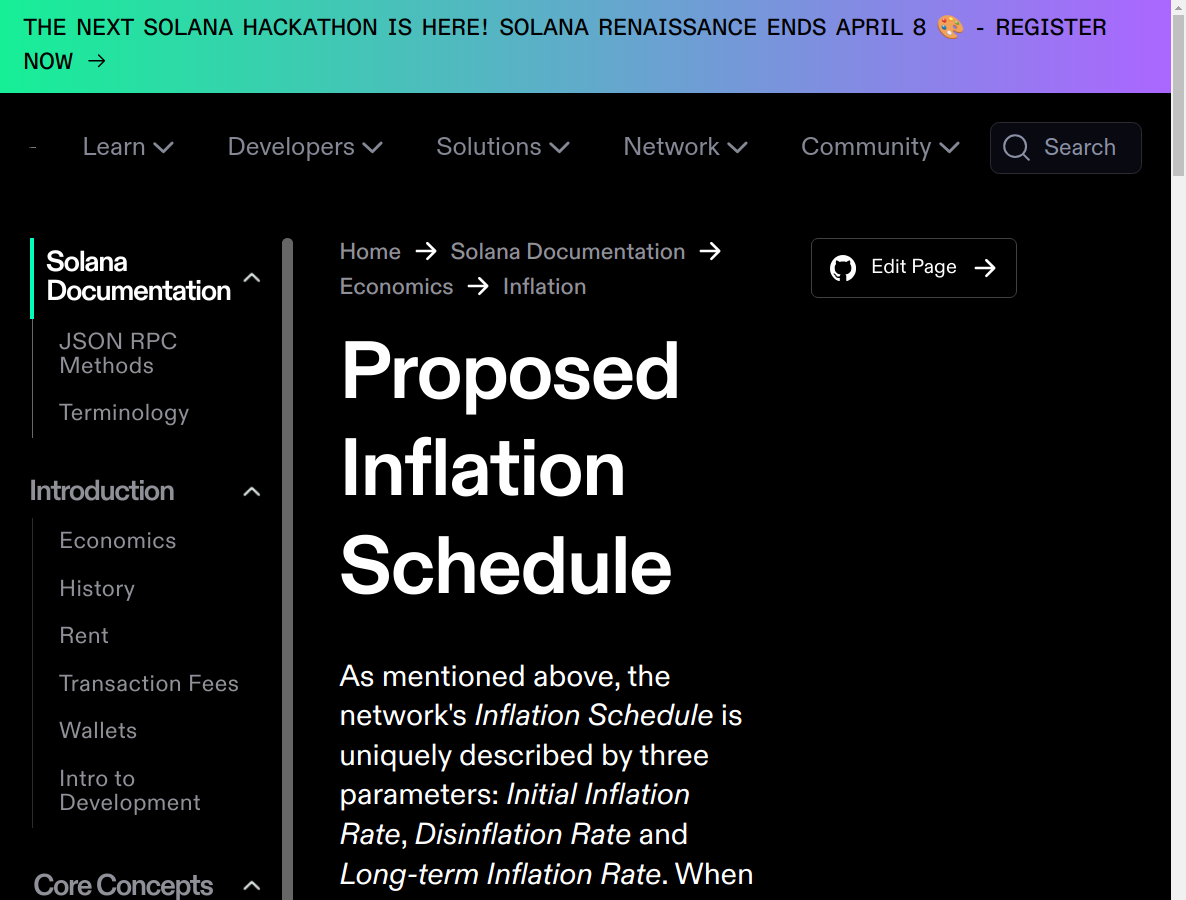 THE NEXT SOLANA HACKATHON IS HERE! SOLANA RENAISSANCE ENDS APRIL 8 🎨 - REGISTER
NOW →
Learn
Developers
Solutions
Network
Community
Search
Solana
Documentation
JSON RPC
Methods
Terminology
Introduction
Economics
History
Rent
Transaction Fees
Wallets
Intro to
Development
Core Concepts
Home → Solana Documentation →
Economics → Inflation
Edit Page →
Proposed
Inflation
Schedule
As mentioned above, the
network's Inflation Schedule is
uniquely described by three
parameters: Initial Inflation
Rate, Disinflation Rate and
Long-term Inflation Rate. When